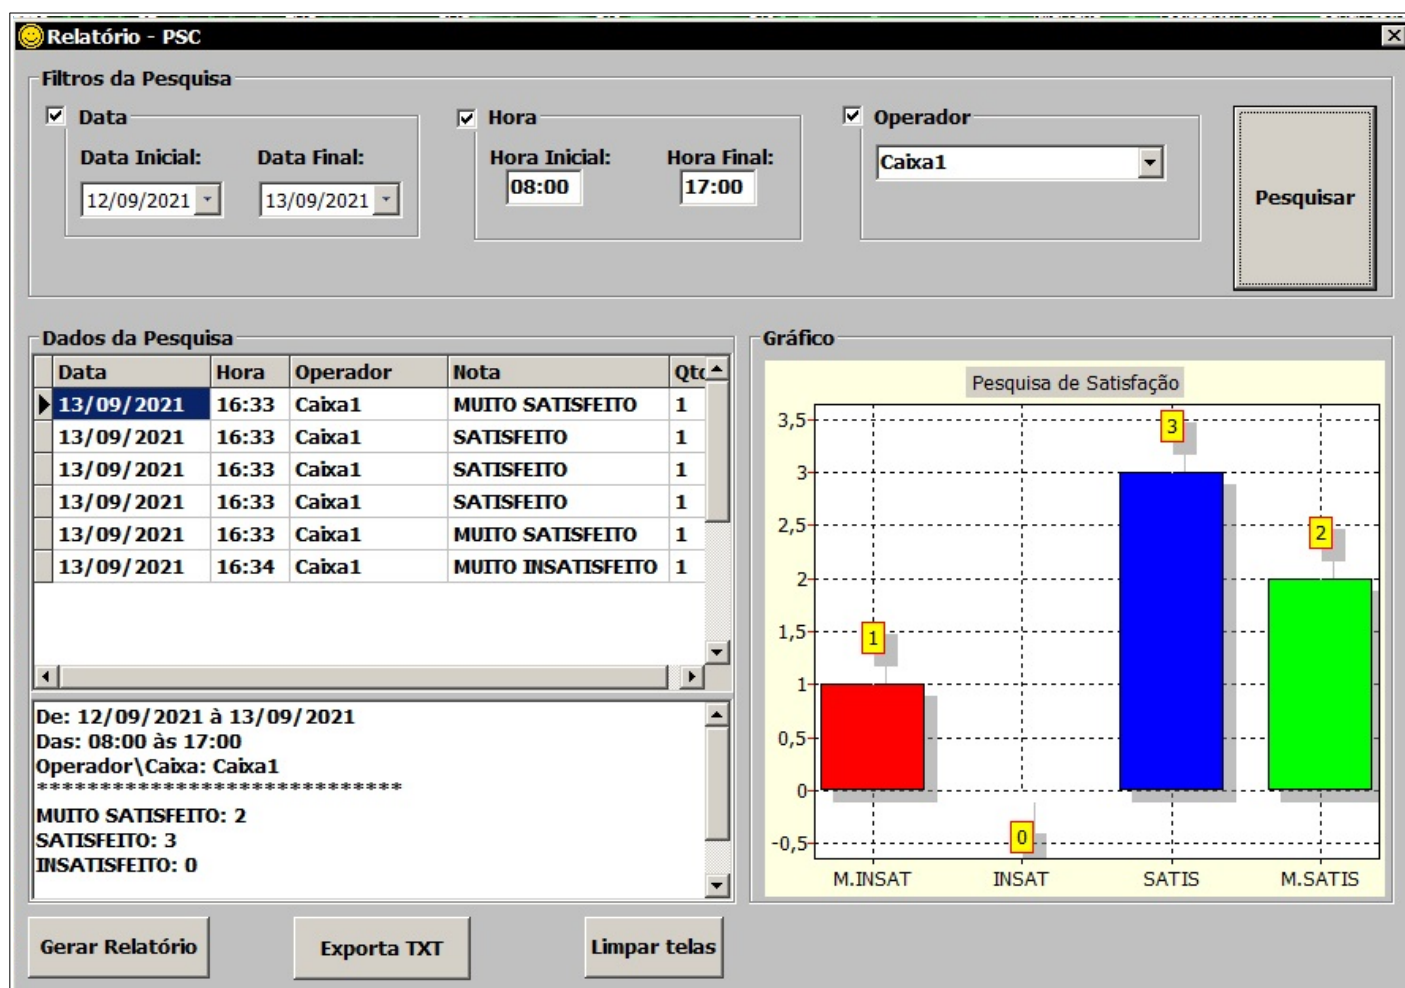 Relatório - PSC
Filtros da Pesquisa
Data
Hora
Operador
Data Inicial: Data Final:
Hora Inicial: Hora Final:
12/09/2021 13/09/2021
08:00 17:00
Caixa1
Pesquisar
Dados da Pesquisa
Data Hora Operador Nota
13/09/2021 16:33 Caixa1 MUITO SATISFEITO 1
13/09/2021 16:33 Caixa1 SATISFEITO 1
13/09/2021 16:33 Caixa1 SATISFEITO 1
13/09/2021 16:33 Caixa1 SATISFEITO 1
13/09/2021 16:33 Caixa1 MUITO SATISFEITO 1
13/09/2021 16:34 Caixa1 MUITO INSATISFEITO 1
De: 12/09/2021 à 13/09/2021
Das: 08:00 às 17:00
Operador\Caixa: Caixa1
*****************************
MUITO SATISFEITO: 2
SATISFEITO: 3
INSATISFEITO: 0
Gráfico
Pesquisa de Satisfação
3,5
3
2,5
2
1,5
1
0,5
0
-0,5
1
0
3
2
M.INSAT INSAT SATIS M.SATIS
Gerar Relatório
Exporta TXT
Limpar telas